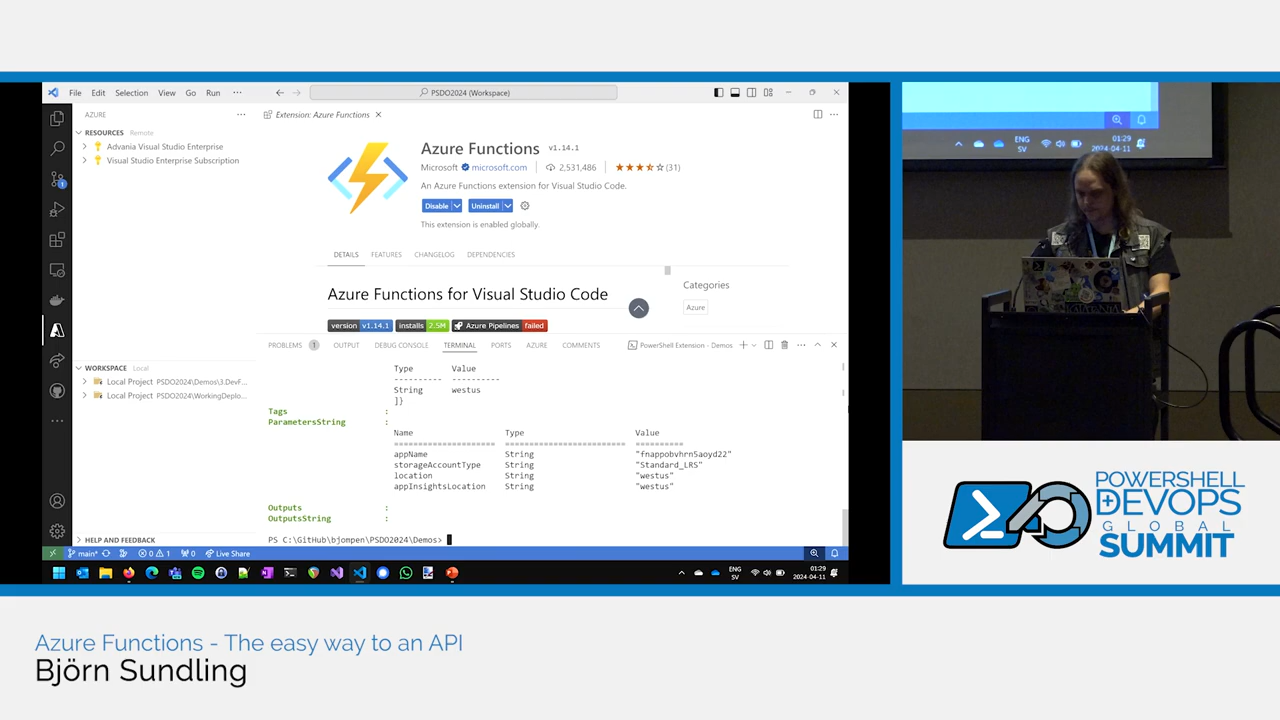 File Edit Selection View Go Run ··· PSDO2024 (Workspace)
AZURE ···
Extension: Azure Functions
RESOURCES Remote
Advania Visual Studio Enterprise
Visual Studio Enterprise Subscription
Azure Functions v1.14.1
Microsoft microsoft.com 2,531,486 (31)
An Azure Functions extension for Visual Studio Code.
Disable Uninstall
This extension is enabled globally.
DETAILS FEATURES CHANGELOG DEPENDENCIES
Azure Functions for Visual Studio Code
version v1.14.1 installs 2.5M Azure Pipelines failed
Categories
Azure
PROBLEMS 1 OUTPUT DEBUG CONSOLE TERMINAL PORTS AZURE COMMENTS PowerShell Extension - Demos
WORKSPACE Local
Local Project PSDO2024\Demos\3.DevF...
Local Project PSDO2024\WorkingDeplo...
Type Value
---------- ----------
String westus
]}
Tags :
ParametersString :
Name Type Value
==================== ========================= ==========
appName String "fnappobvhrn5aoyd22"
storageAccountType String "Standard_LRS"
location String "westus"
appInsightsLocation String "westus"
Outputs :
OutputsString :
PS C:\GitHub\bjompen\PSDO2024\Demos>
HELP AND FEEDBACK
main* 0 1 0 Live Share
ENG
SV
01:29
2024-04-11
ENG
SV
01:29
2024-04-11
POWERSHELL
+ DEVOPS
GLOBAL
SUMMIT
Azure Functions - The easy way to an API
Björn Sundling